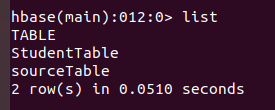 hbase(main):012:0> list
TABLE
StudentTable
sourceTable
2 row(s) in 0.0510 seconds